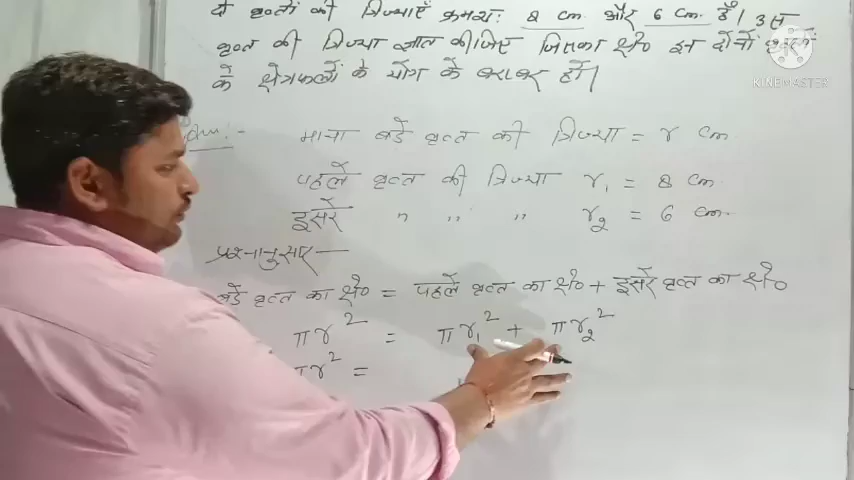 दो वृत्तों की त्रिज्याएँ क्रमशः 8 cm और 6 cm हैं। उस
वृत्त की त्रिज्या ज्ञात कीजिए जिसका क्षे० इन दोनों वृत्तों
के क्षेत्रफलों के योग के बराबर हों।
KINEMASTER
माना बड़े वृत्त की त्रिज्या = r cm
पहले वृत्त की त्रिज्या r₁ = 8 cm
दूसरे " " " r₂ = 6 cm
प्रश्नानुसार —
बड़े वृत्त का क्षे० = पहले वृत्त का क्षे० + दूसरे वृत्त का क्षे०
πr² = πr₁² + πr₂²
πr² =